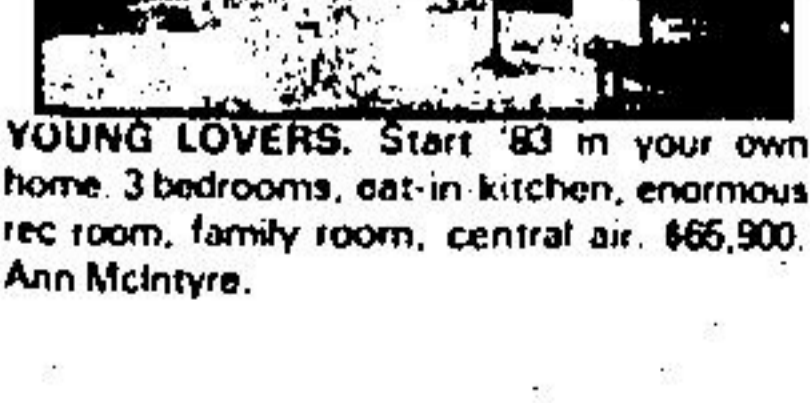 YOUNG LOVERS. Start '83 in your own
home. 3 bedrooms, eat-in kitchen, enormous
rec room, family room, central air. $65,900.
Ann McIntyre.